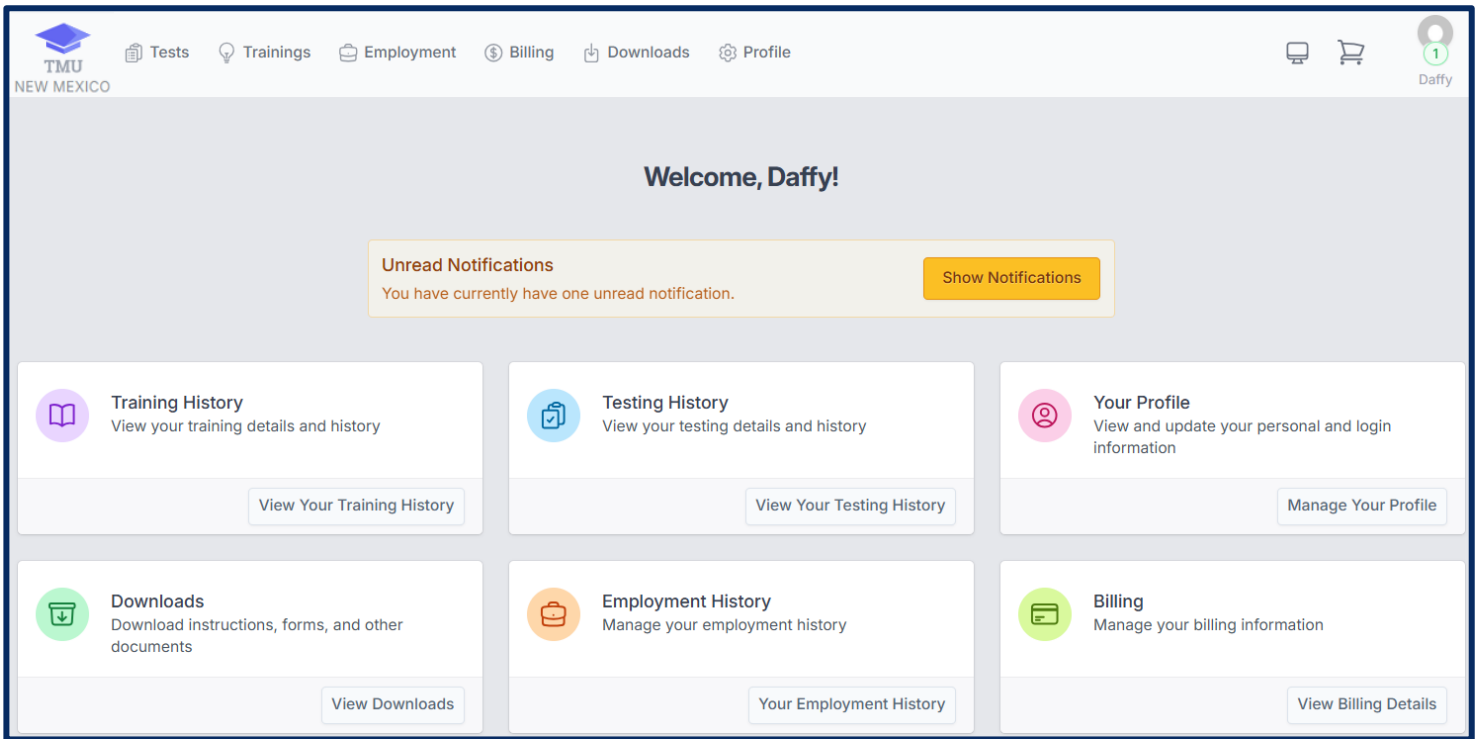 TMU
NEW MEXICO
Tests
Trainings
Employment
Billing
Downloads
Profile
1
Daffy
Welcome, Daffy!
Unread Notifications
You have currently have one unread notification.
Show Notifications
Training History
View your training details and history
View Your Training History
Testing History
View your testing details and history
View Your Testing History
Your Profile
View and update your personal and login
information
Manage Your Profile
Downloads
Download instructions, forms, and other
documents
View Downloads
Employment History
Manage your employment history
Your Employment History
Billing
Manage your billing information
View Billing Details